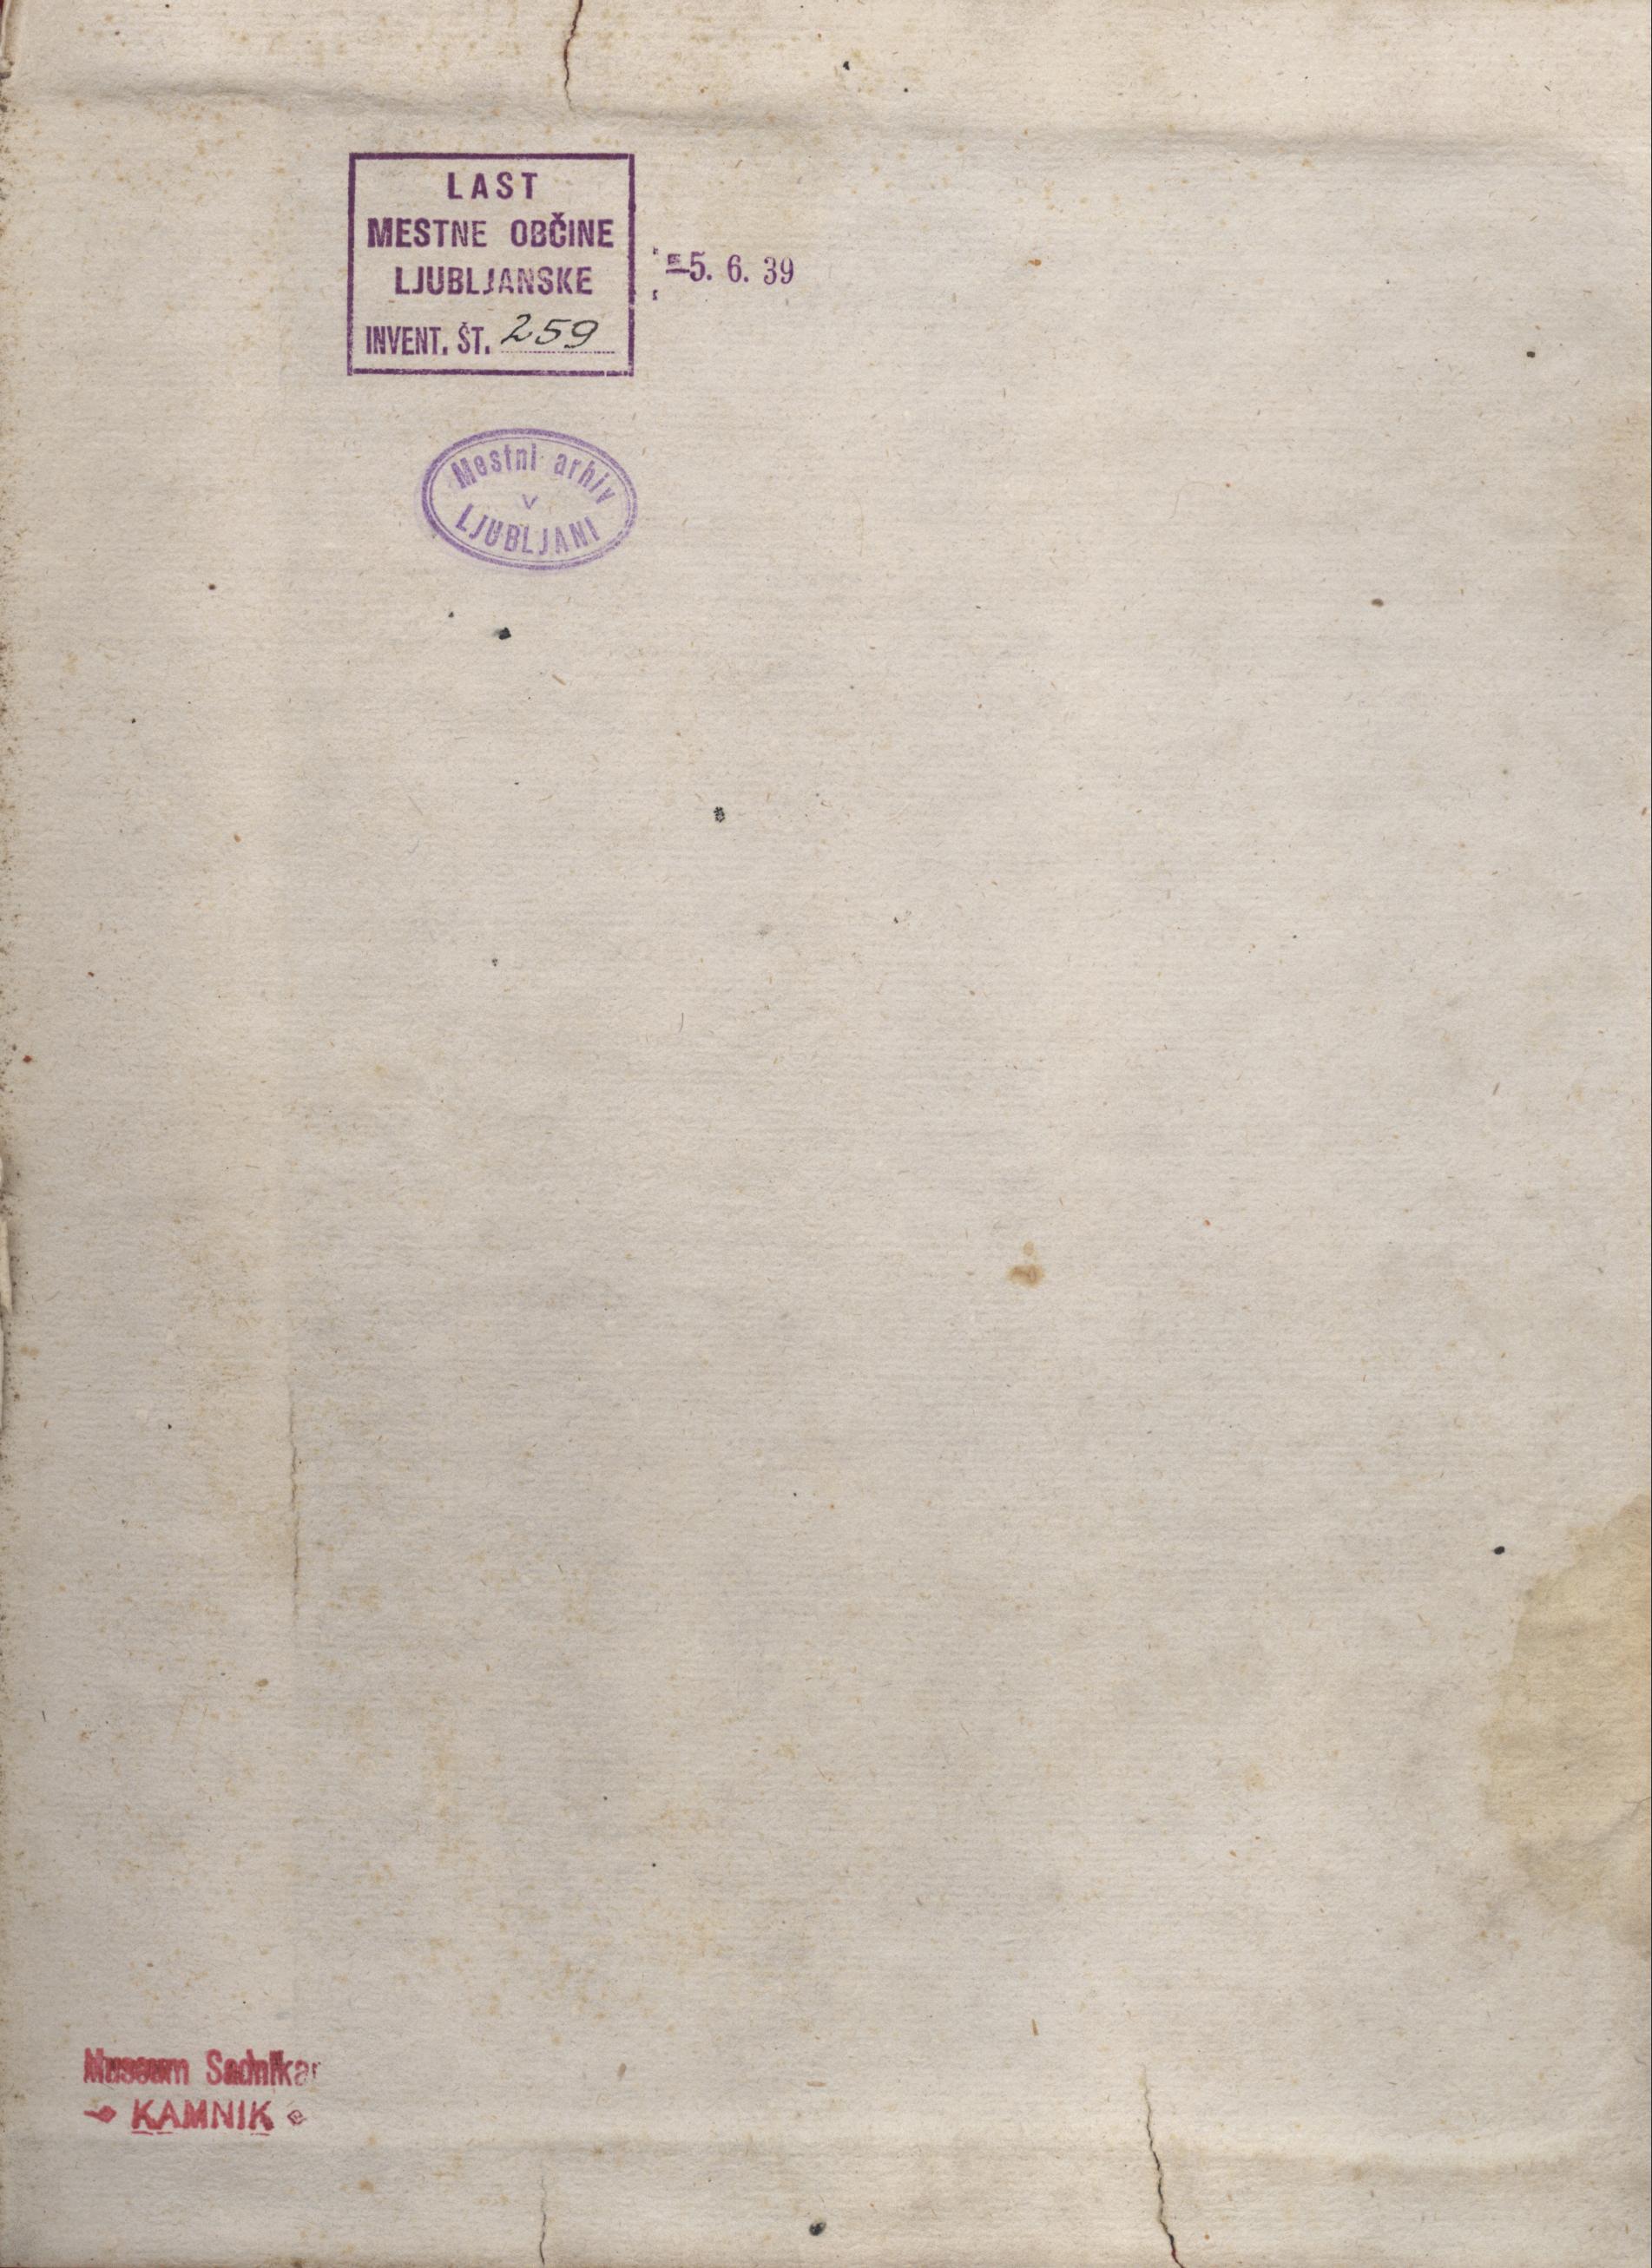 LAST
MESTNE OBČINE
LJUBLJANSKE
INVENT. ŠT. 259
-5. 6. 39
Mestni arhiv
v
LJUBLJANI
Museum Sadnikar
KAMNIK